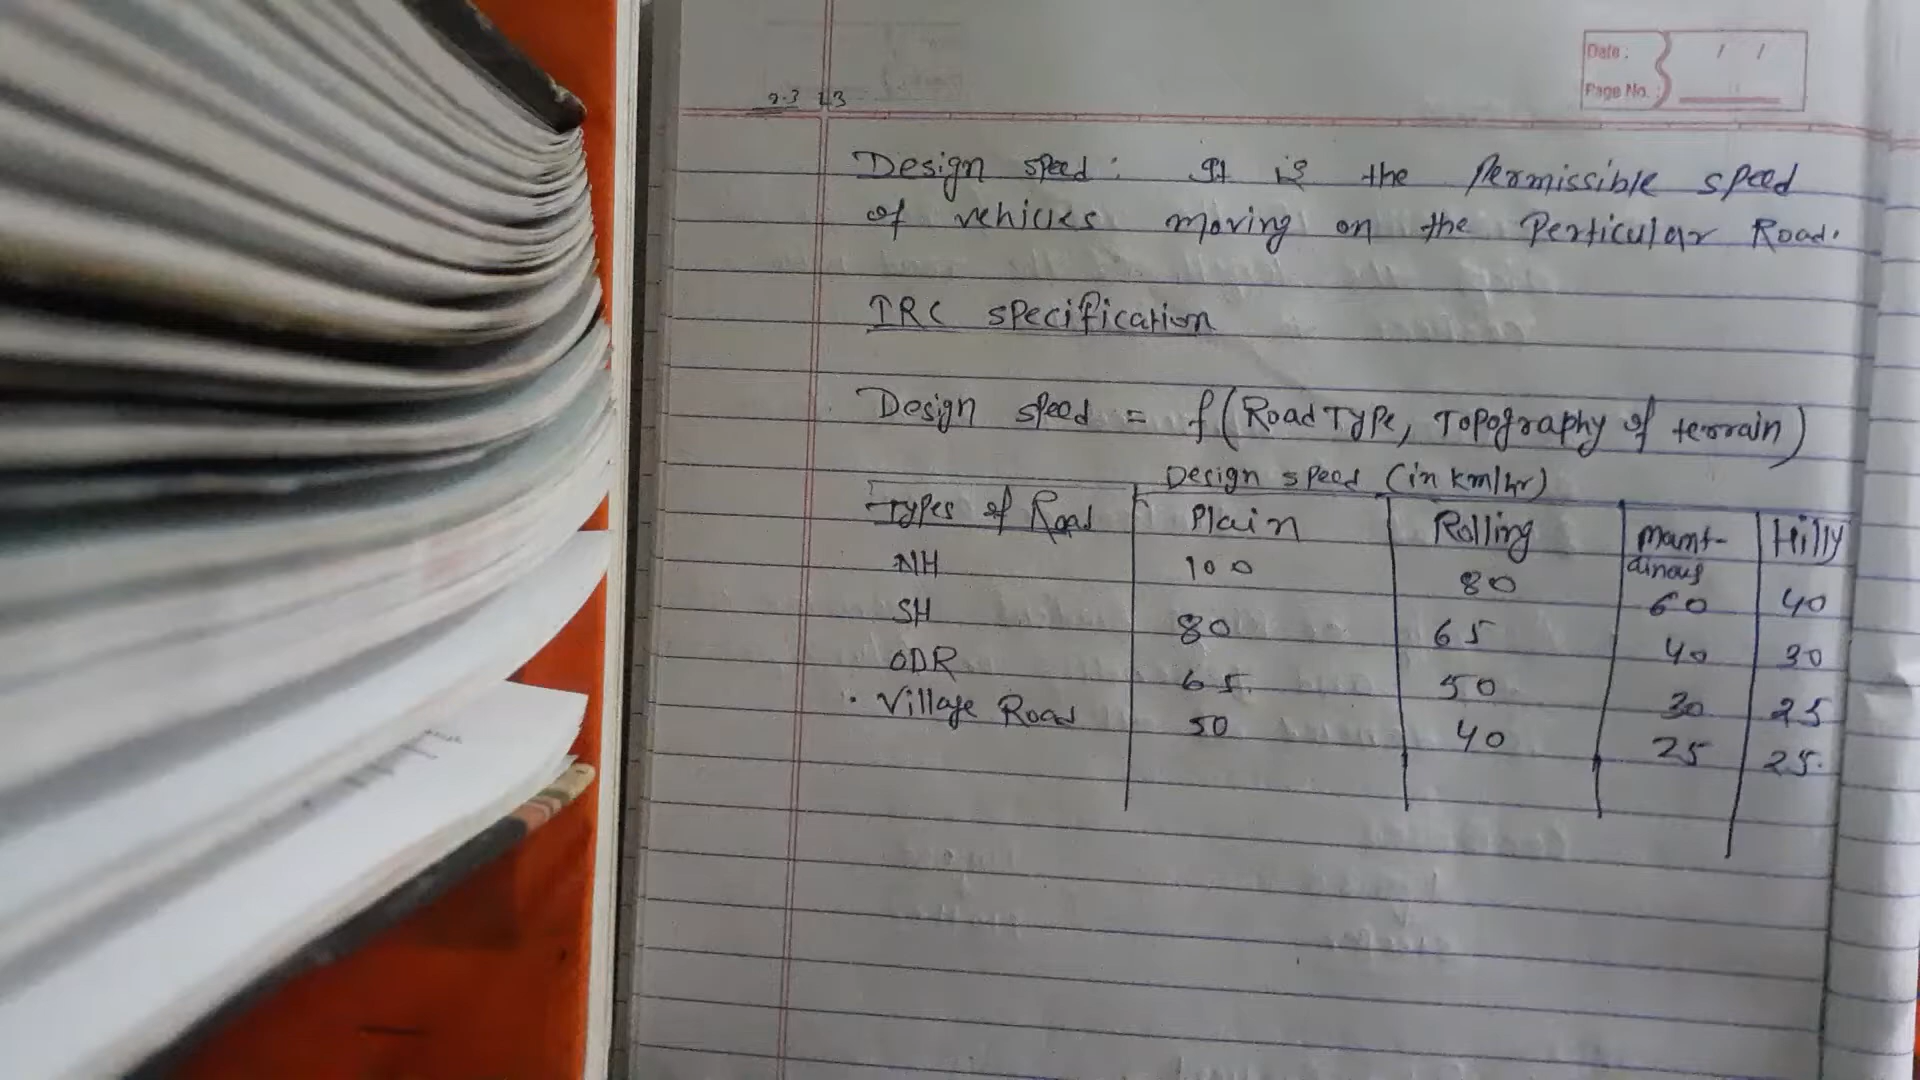 Date : / /
Page No. :
Design speed : It is the Permissible speed
of vehicles moving on the Perticular Road.
IRC specification
Design speed = f (Road Type, Topography of terrain)
Design speed (in km/hr)
Types of Road Plain Rolling Mount- Hilly
ainous
NH 100 80 60 40
SH 80 65 40 30
ODR 65 50 30 25
Village Road 50 40 25 25